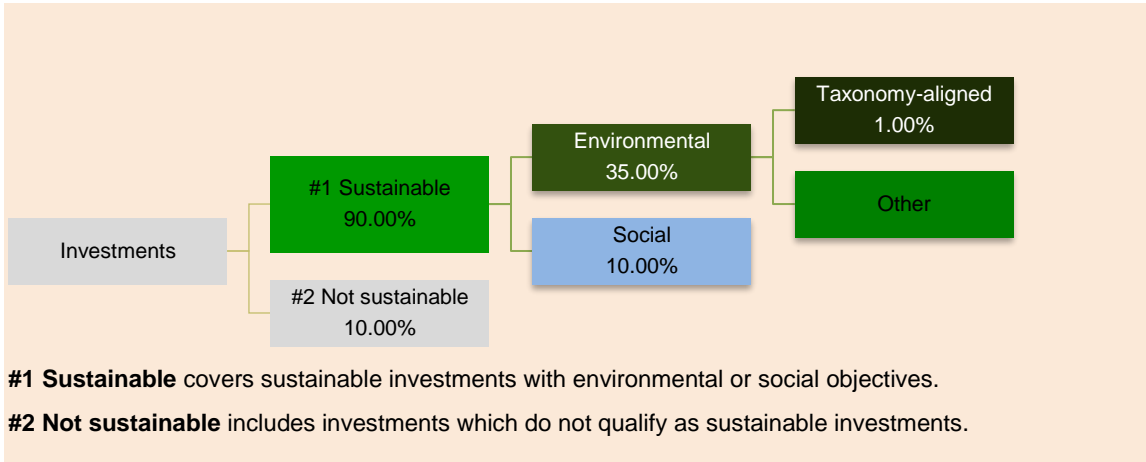 Investments
#1 Sustainable
90.00%
#2 Not sustainable
10.00%
Environmental
35.00%
Social
10.00%
Taxonomy-aligned
1.00%
Other
#1 Sustainable covers sustainable investments with environmental or social objectives.
#2 Not sustainable includes investments which do not qualify as sustainable investments.